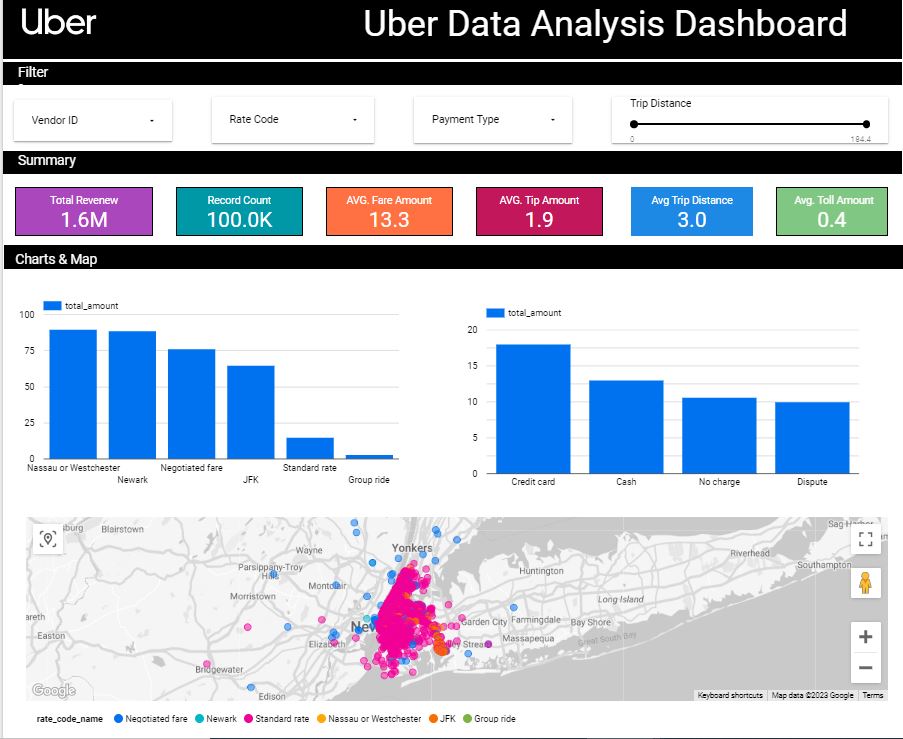 Uber
Uber Data Analysis Dashboard
Filter
Vendor ID
Rate Code
Payment Type
Trip Distance
0
194.4
Summary
Total Revenew
1.6M
Record Count
100.0K
AVG. Fare Amount
13.3
AVG. Tip Amount
1.9
Avg Trip Distance
3.0
Avg. Toll Amount
0.4
Charts & Map
total_amount
100
75
50
25
0
Nassau or Westchester
Newark
Negotiated fare
JFK
Standard rate
Group ride
total_amount
20
15
10
5
0
Credit card
Cash
No charge
Dispute
Blairstown
Wayne
Yonkers
Parsippany-Troy
Hills
Montclair
Morristown
Easton
Elizabeth
Bridgewater
Edison
Huntington
Long Island
Garden City
Farmingdale
Bay Shore
Massapequa
Great South Bay
Riverhead
Southampton
Sag Harbor
Google
Keyboard shortcuts
Map data ©2023 Google
Terms
rate_code_name
Negotiated fare
Newark
Standard rate
Nassau or Westchester
JFK
Group ride